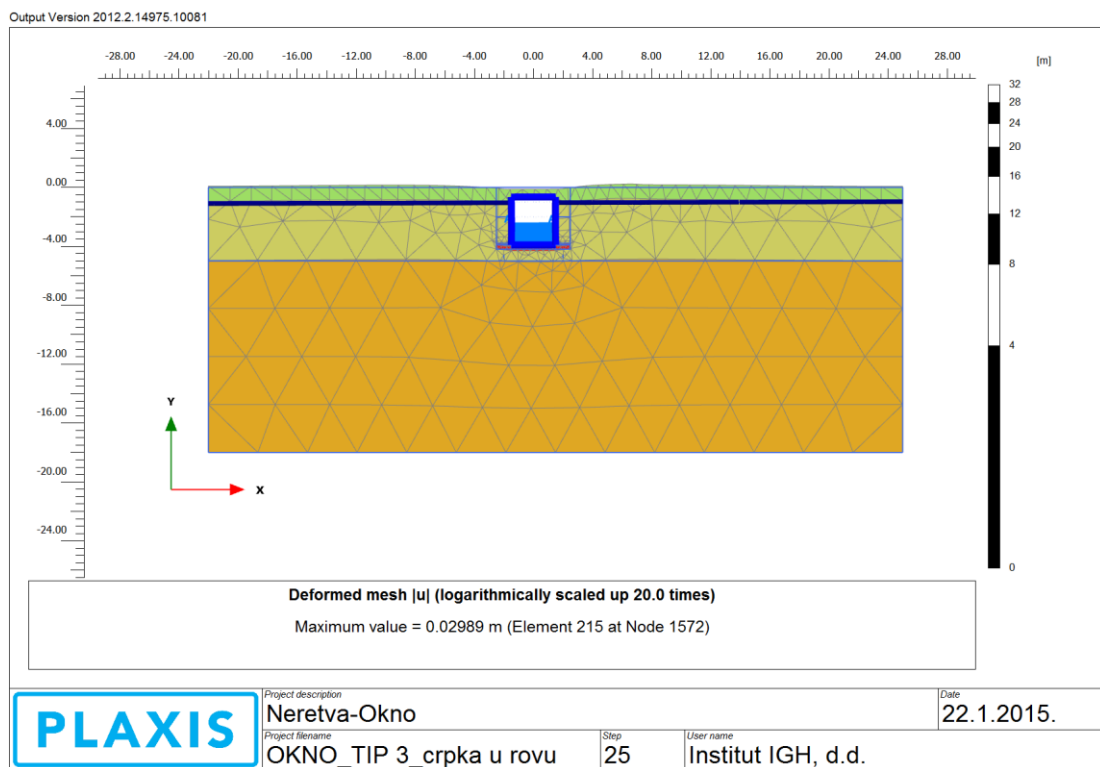 Output Version 2012.2.14975.10081
-28.00 -24.00 -20.00 -16.00 -12.00 -8.00 -4.00 0.00 4.00 8.00 12.00 16.00 20.00 24.00 28.00
[m]
32
28
24
20
16
12
8
4
0
4.00
0.00
-4.00
-8.00
-12.00
-16.00
-20.00
-24.00
Y
X
Deformed mesh |u| (logarithmically scaled up 20.0 times)
Maximum value = 0.02989 m (Element 215 at Node 1572)
PLAXIS
Project description
Neretva-Okno
Date
22.1.2015.
Project filename
OKNO_TIP 3_crpka u rovu
Step
25
User name
Institut IGH, d.d.